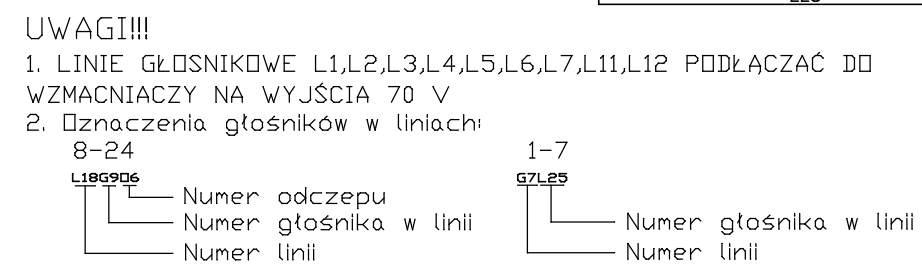 UWAGI!!!
1. LINIE GŁOSNIKOWE L1,L2,L3,L4,L5,L6,L7,L11,L12 PODŁĄCZAĆ DO
WZMACNIACZY NA WYJŚCIA 70 V
2. Oznaczenia głośników w liniach:
8-24
L18G9O6
Numer odczepu
Numer głośnika w linii
Numer linii
1-7
G7L25
Numer głośnika w linii
Numer linii